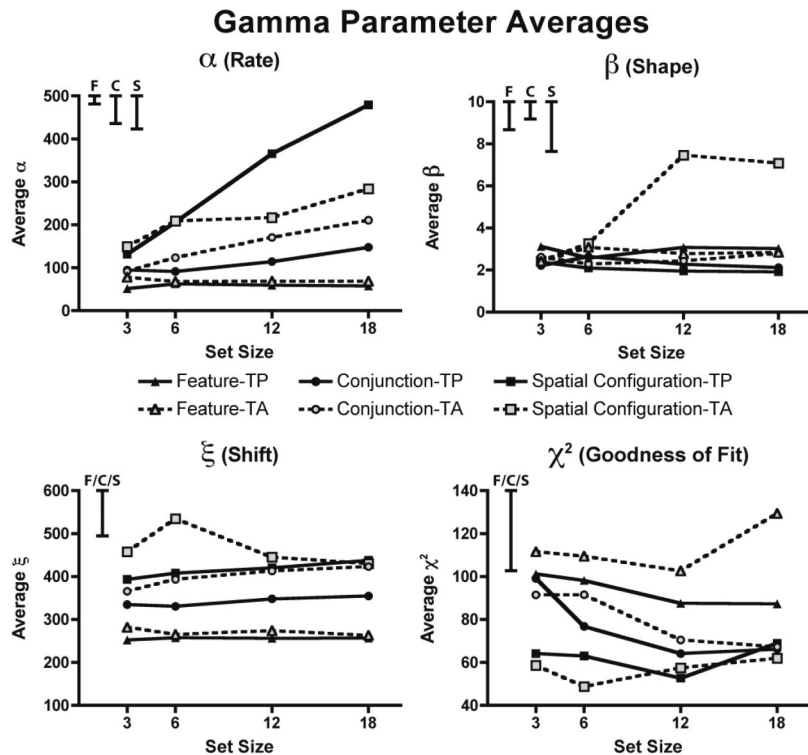 Gamma Parameter Averages
α (Rate)
F C S
500
400
300
200
100
0
Average α
3 6 12 18
Set Size
β (Shape)
F C S
10
8
6
4
2
0
Average β
3 6 12 18
Set Size
Feature-TP Conjunction-TP Spatial Configuration-TP
Feature-TA Conjunction-TA Spatial Configuration-TA
ξ (Shift)
F/C/S
600
500
400
300
200
100
Average ξ
3 6 12 18
Set Size
χ² (Goodness of Fit)
F/C/S
140
120
100
80
60
40
Average χ²
3 6 12 18
Set Size